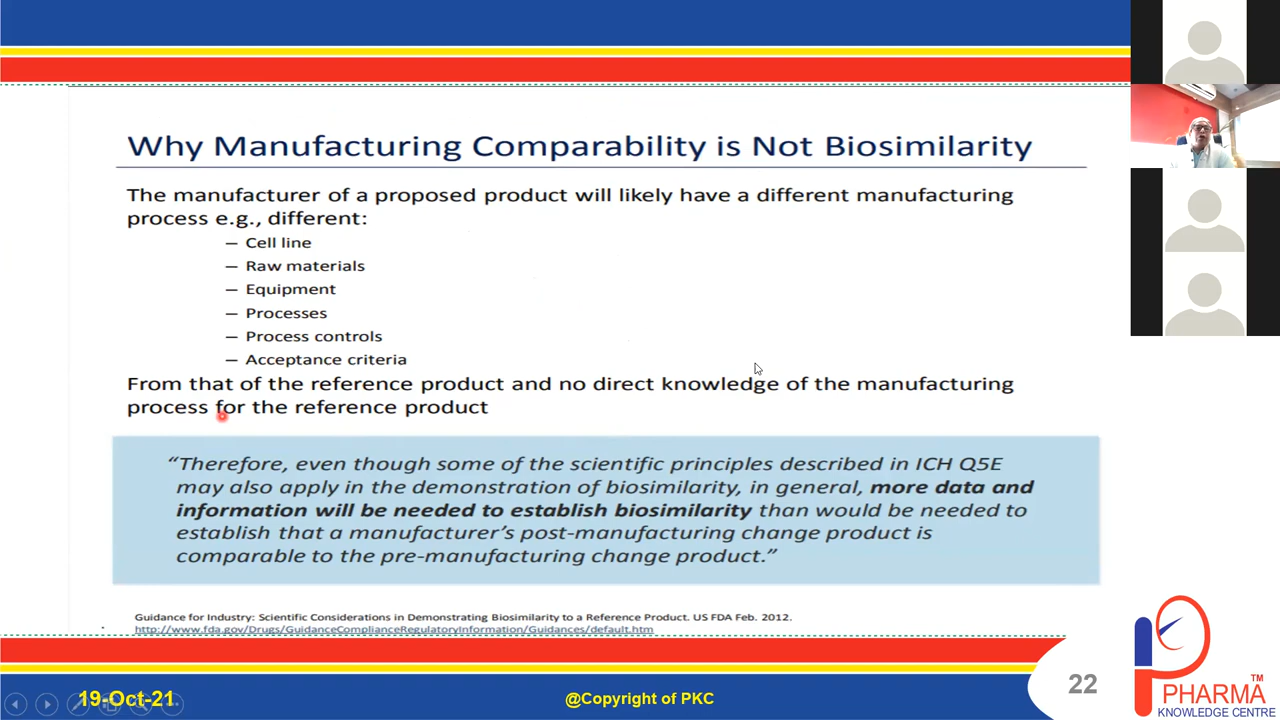 Why Manufacturing Comparability is Not Biosimilarity
The manufacturer of a proposed product will likely have a different manufacturing
process e.g., different:
– Cell line
– Raw materials
– Equipment
– Processes
– Process controls
– Acceptance criteria
From that of the reference product and no direct knowledge of the manufacturing
process for the reference product
“Therefore, even though some of the scientific principles described in ICH Q5E
may also apply in the demonstration of biosimilarity, in general, more data and
information will be needed to establish biosimilarity than would be needed to
establish that a manufacturer’s post-manufacturing change product is
comparable to the pre-manufacturing change product.”
Guidance for Industry: Scientific Considerations in Demonstrating Biosimilarity to a Reference Product. US FDA Feb. 2012.
http://www.fda.gov/Drugs/GuidanceComplianceRegulatoryInformation/Guidances/default.htm
19-Oct-21
@Copyright of PKC
22
PHARMA™
KNOWLEDGE CENTRE